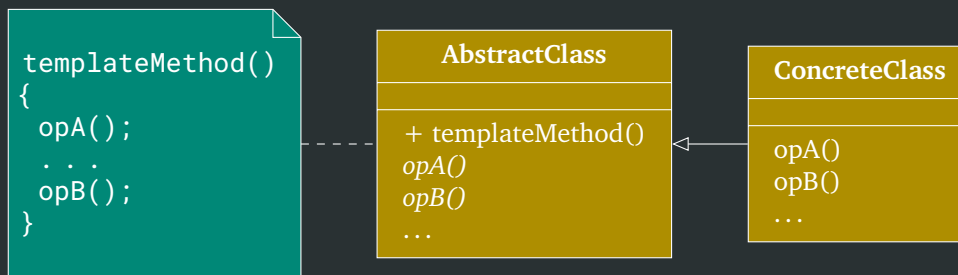 templateMethod()
{
opA();
...
opB();
}
AbstractClass
+ templateMethod()
opA()
opB()
...
ConcreteClass
opA()
opB()
...